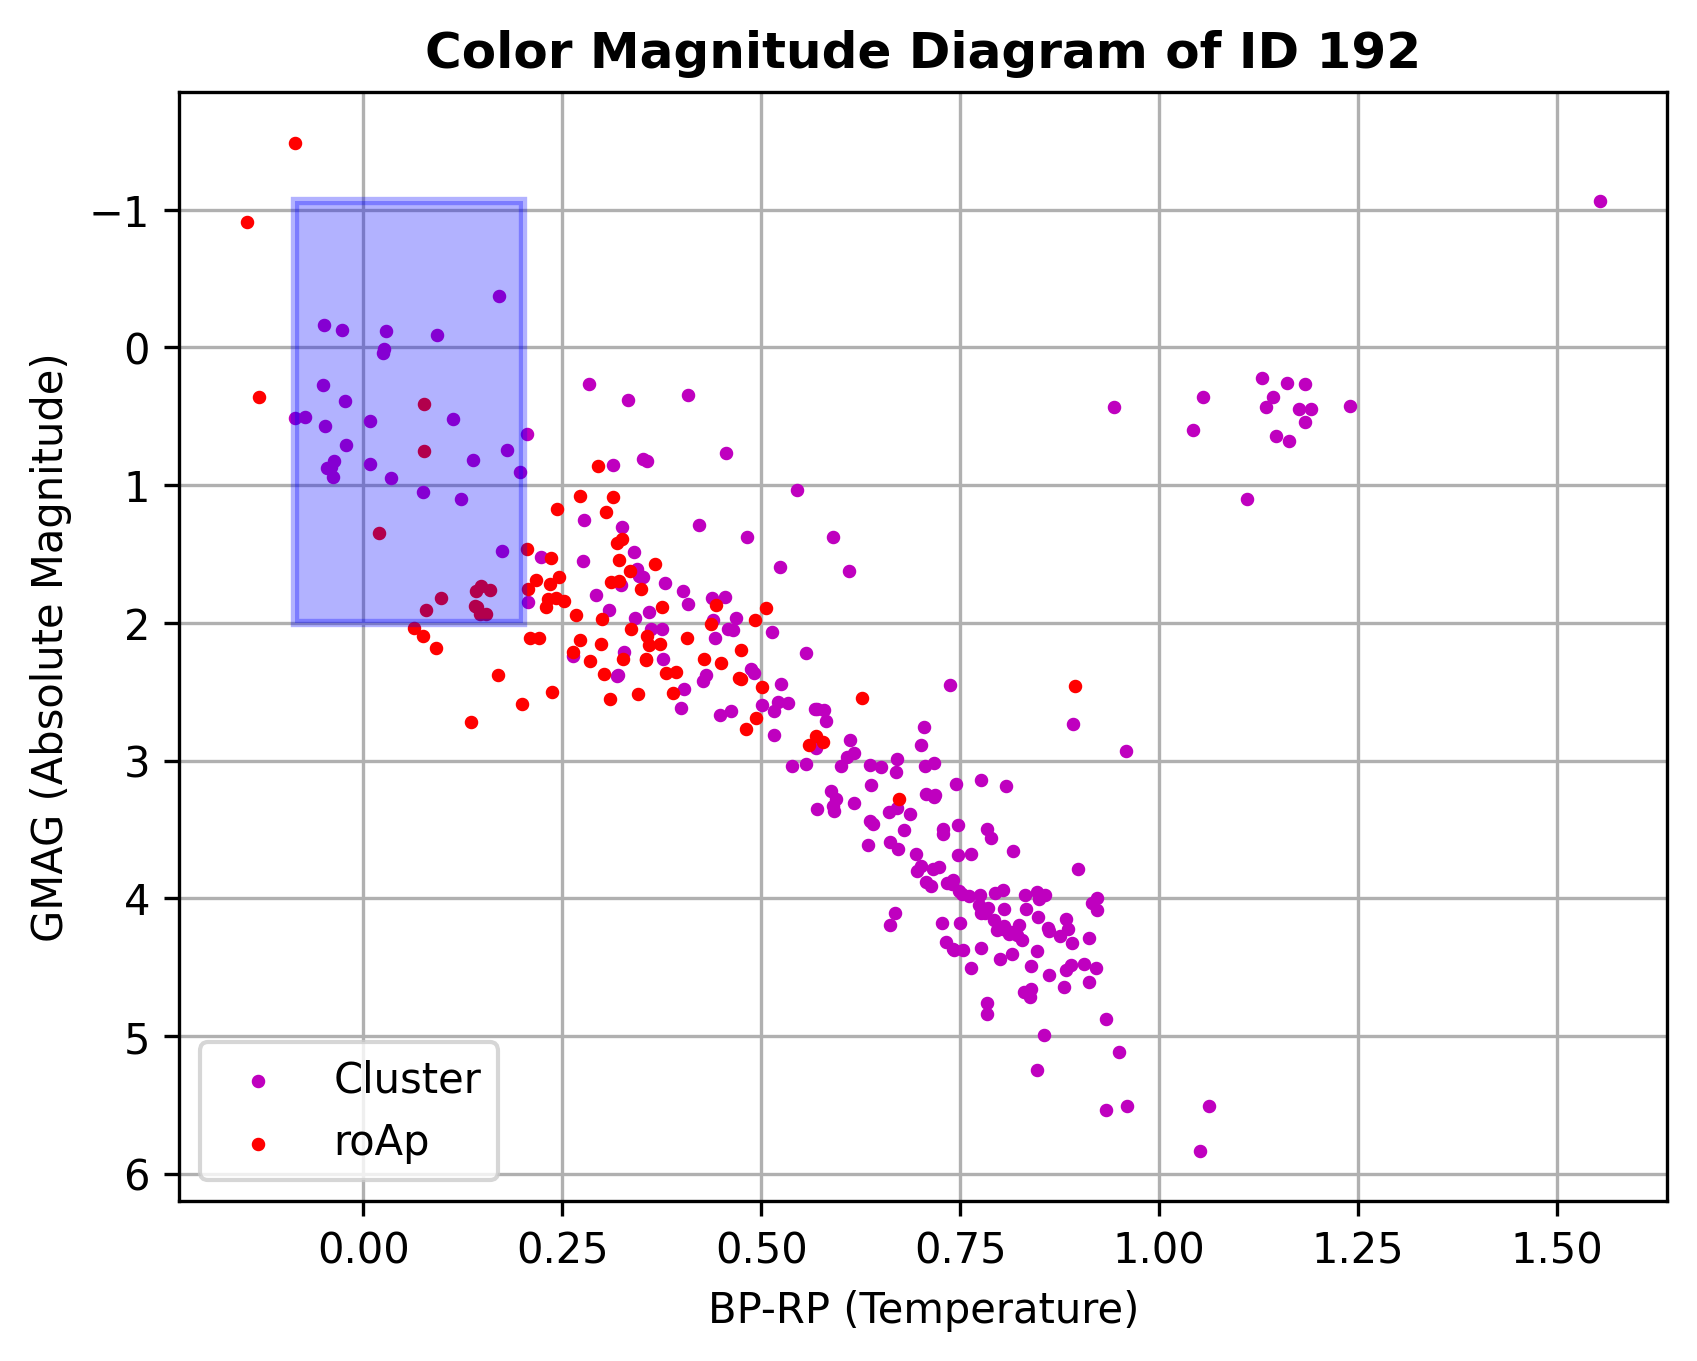 Color Magnitude Diagram of ID 192
GMAG (Absolute Magnitude)
−1
0
1
2
3
4
5
6
Cluster
roAp
0.00 0.25 0.50 0.75 1.00 1.25 1.50
BP-RP (Temperature)